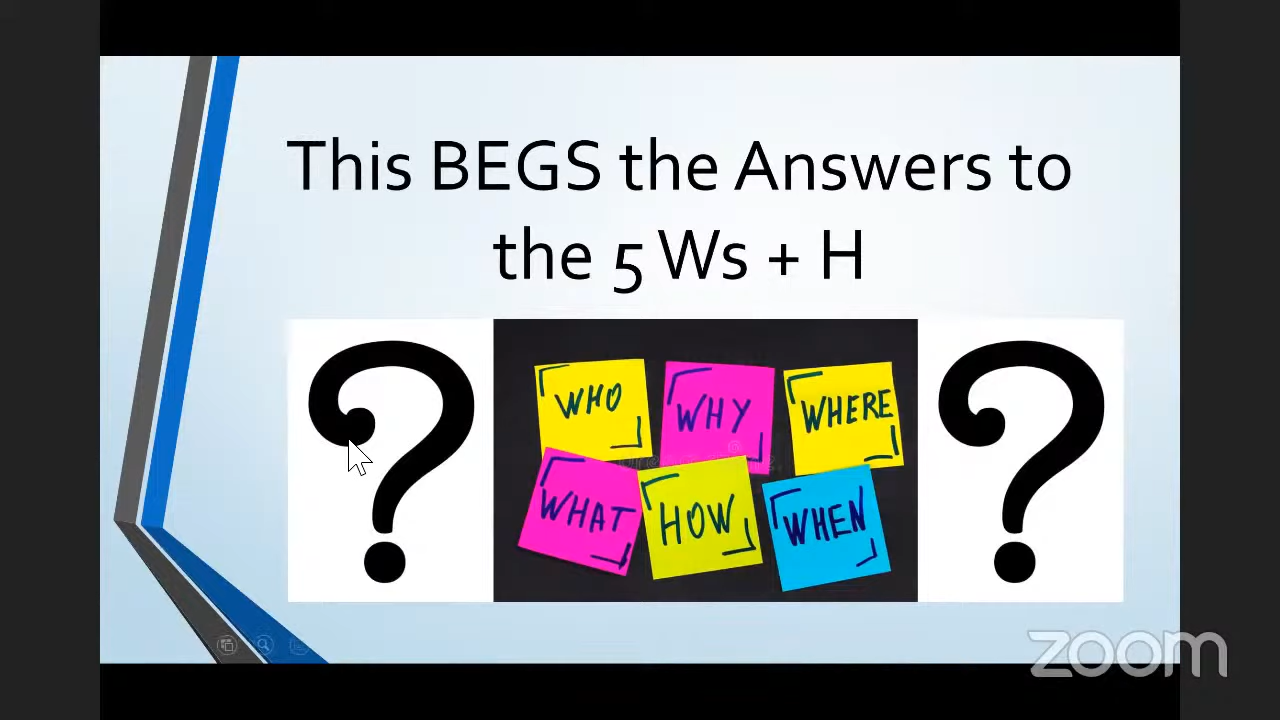 This BEGS the Answers to
the 5 Ws + H
?
?
WHO
WHY
WHERE
WHAT
HOW
WHEN
zoom